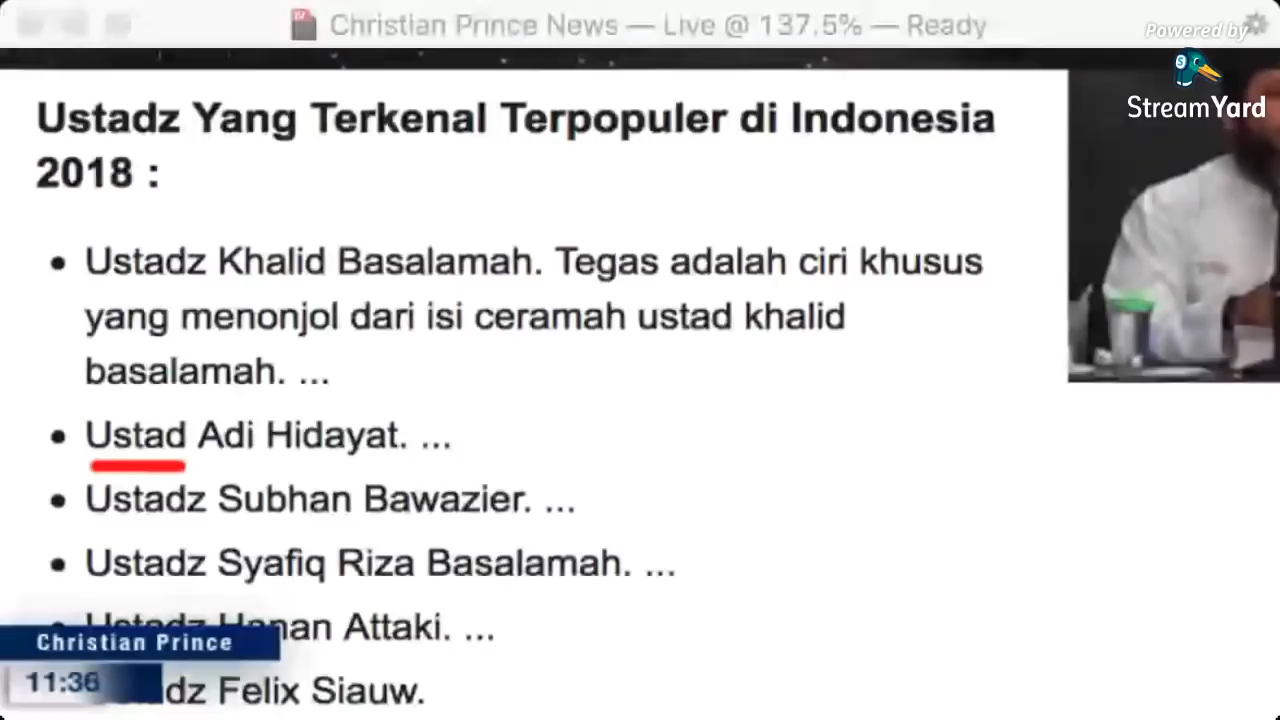 Christian Prince News — Live @ 137.5% — Ready
Powered by
StreamYard
Ustadz Yang Terkenal Terpopuler di Indonesia
2018 :
• Ustadz Khalid Basalamah. Tegas adalah ciri khusus
yang menonjol dari isi ceramah ustad khalid
basalamah. ...
• Ustad Adi Hidayat. ...
• Ustadz Subhan Bawazier. ...
• Ustadz Syafiq Riza Basalamah. ...
• Ustadz Hanan Attaki. ...
Christian Prince
Felix Siauw.
11:36